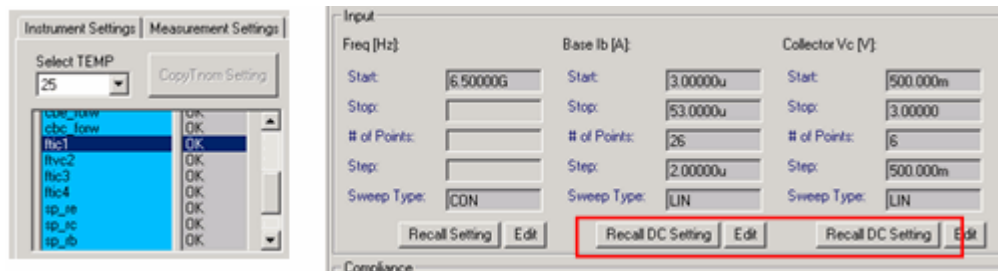 Instrument Settings Measurement Settings
Select TEMP
25 CopyTnom Setting
cbe_forw OK
cbc_forw OK
ftic1 OK
ftvc2 OK
ftic3 OK
ftic4 OK
sp_re OK
sp_rc OK
sp_rb OK
Input
Freq [Hz]: Base Ib [A]: Collector Vc [V]:
Start: 6.50000G Start: 3.00000u Start: 500.000m
Stop: Stop: 53.0000u Stop: 3.00000
# of Points: # of Points: 26 # of Points: 6
Step: Step: 2.00000u Step: 500.000m
Sweep Type: CON Sweep Type: LIN Sweep Type: LIN
Recall Setting Edit Recall DC Setting Edit Recall DC Setting Edit
Compliance